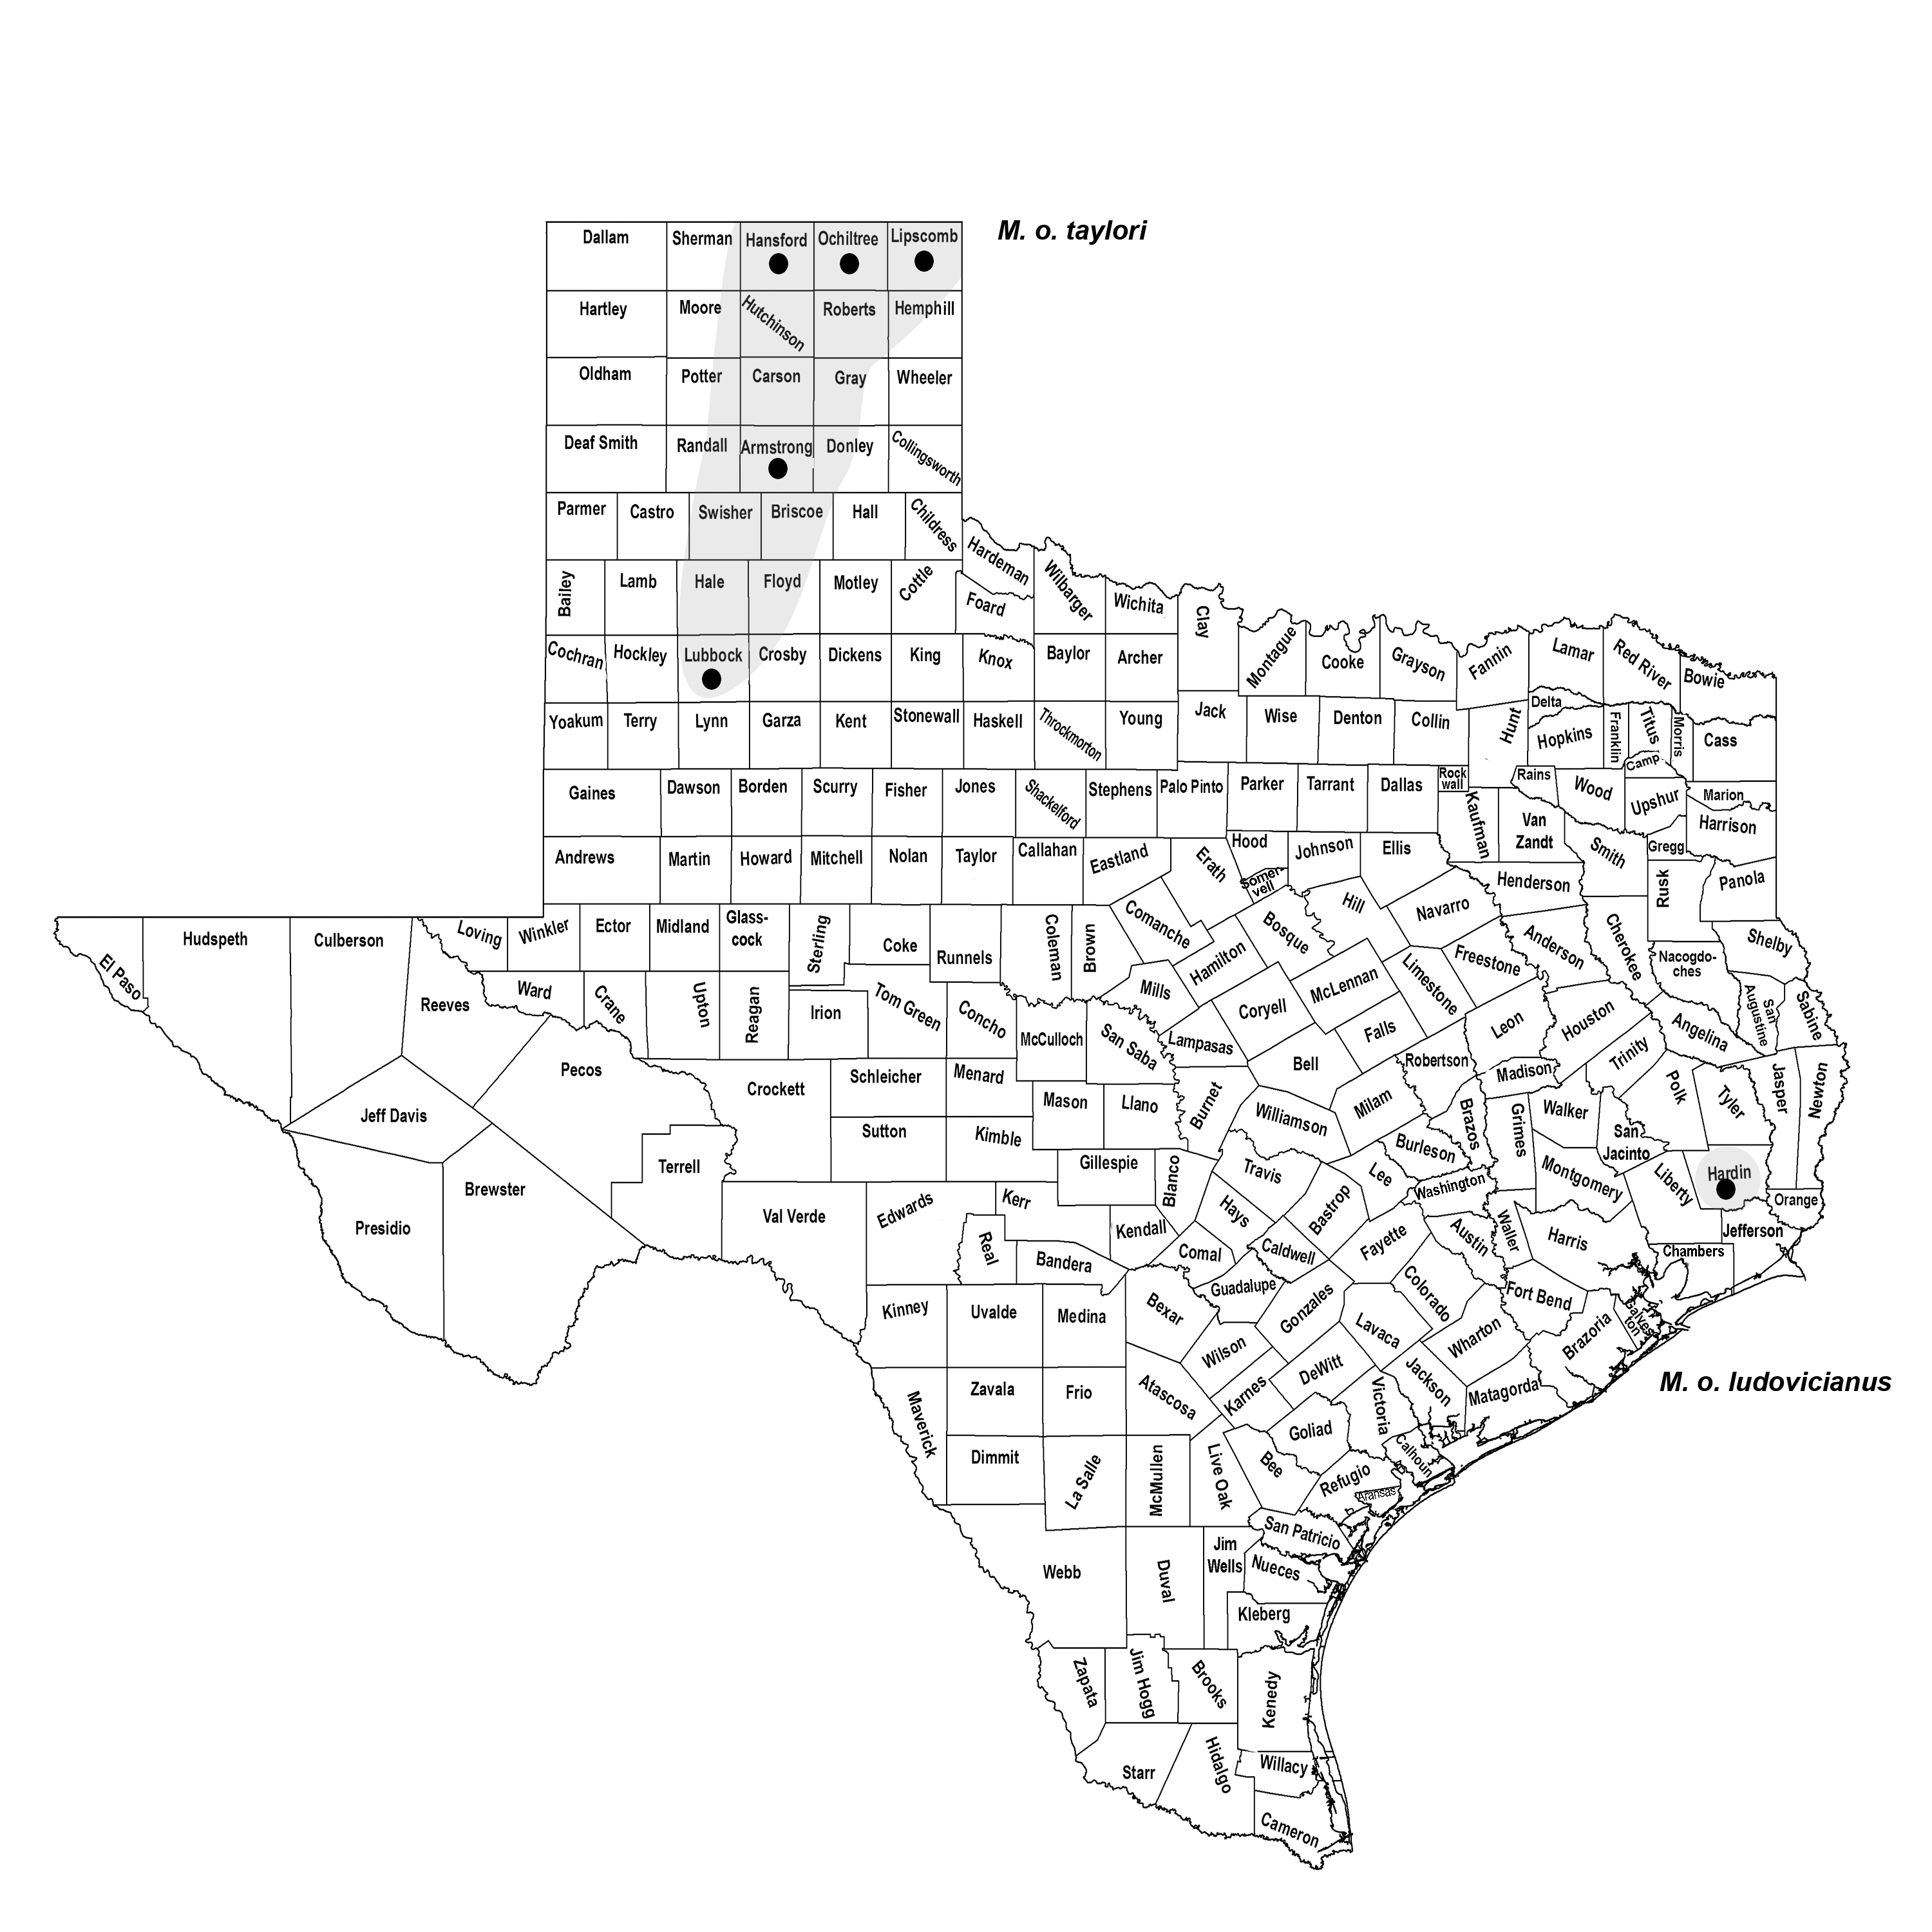 M. o. taylori
Dallam Sherman Hansford Ochiltree Lipscomb
Hartley Moore Hutchinson Roberts Hemphill
Oldham Potter Carson Gray Wheeler
Deaf Smith Randall Armstrong Donley Collingsworth
Parmer Castro Swisher Briscoe Hall Childress
Hardeman
Bailey Lamb Hale Floyd Motley Cottle Foard Wilbarger Wichita Clay
Cochran Hockley Lubbock Crosby Dickens King Knox Baylor Archer Montague Cooke Grayson Fannin Lamar Red River Bowie
Yoakum Terry Lynn Garza Kent Stonewall Haskell Throckmorton Young Jack Wise Denton Collin Hunt Delta Hopkins Franklin Titus Morris Cass
Camp
Gaines Dawson Borden Scurry Fisher Jones Shackelford Stephens Palo Pinto Parker Tarrant Dallas Rock
wall
Rains Wood Upshur Marion
Kaufman Van
Zandt
Harrison
Andrews Martin Howard Mitchell Nolan Taylor Callahan Eastland Erath Hood Johnson Ellis Smith Gregg
Somer-
vell
Henderson Rusk Panola
Comanche Bosque Hill Navarro
El Paso Hudspeth Culberson Loving Winkler Ector Midland Glass-
cock
Sterling Coke Runnels Coleman Brown Hamilton Freestone Anderson Cherokee Shelby
Nacogdo-
ches
Reeves Ward Crane Upton Reagan Irion Tom Green Concho Mills Coryell McLennan Limestone Leon Houston Angelina San
Augustine
Sabine
McCulloch San Saba Lampasas Bell Falls Robertson Madison Trinity
Jeff Davis Pecos Crockett Schleicher Menard Mason Llano Burnet Williamson Milam Brazos Grimes Walker Polk Tyler Jasper Newton
Sutton Kimble Travis Burleson San
Jacinto
Presidio Brewster Terrell Gillespie Blanco Lee Washington Montgomery Liberty Hardin Orange
Val Verde Edwards Kerr Kendall Hays Bastrop Fayette Austin Waller Harris Jefferson
Real Bandera Comal Caldwell Chambers
Guadalupe Colorado Fort Bend
Kinney Uvalde Medina Bexar Gonzales Lavaca Wharton Brazoria Galves-
ton
Wilson
M. o. ludovicianus
Maverick Zavala Frio Atascosa Karnes DeWitt Victoria Jackson Matagorda
Goliad Calhoun
Dimmit La Salle McMullen Live Oak Bee Refugio
Aransas
San Patricio
Webb Duval Jim
Wells
Nueces
Kleberg
Zapata Jim Hogg Brooks Kenedy
Starr Hidalgo Willacy
Cameron